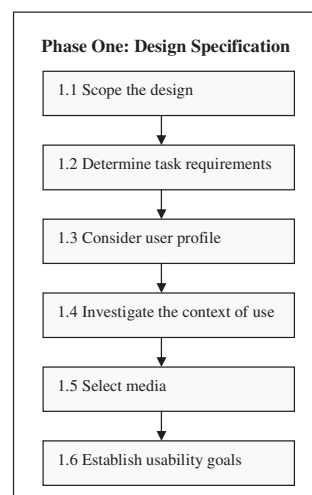 Phase One: Design Specification
1.1 Scope the design
1.2 Determine task requirements
1.3 Consider user profile
1.4 Investigate the context of use
1.5 Select media
1.6 Establish usability goals